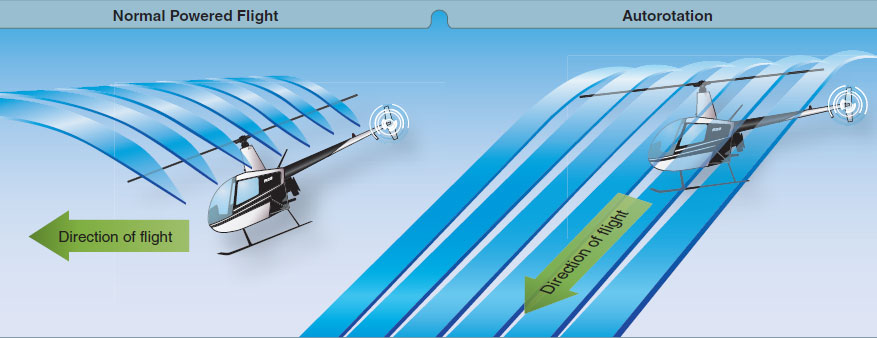 Normal Powered Flight
Autorotation
Direction of flight
Direction of flight